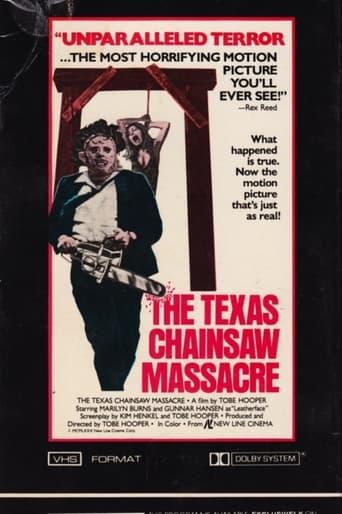 "UNPARALLELED TERROR
...THE MOST HORRIFYING MOTION
PICTURE
YOU'LL
EVER SEE!"
—Rex Reed
What
happened
is true.
Now the
motion
picture
that's just
as real!
THE TEXAS
CHAINSAW
MASSACRE
THE TEXAS CHAINSAW MASSACRE • A film by TOBE HOOPER
Starring MARILYN BURNS and GUNNAR HANSEN as "Leatherface"
Screenplay by KIM HENKEL and TOBE HOOPER • Produced and
Directed by TOBE HOOPER • In Color • From NEW LINE CINEMA
VHS FORMAT DOLBY SYSTEM